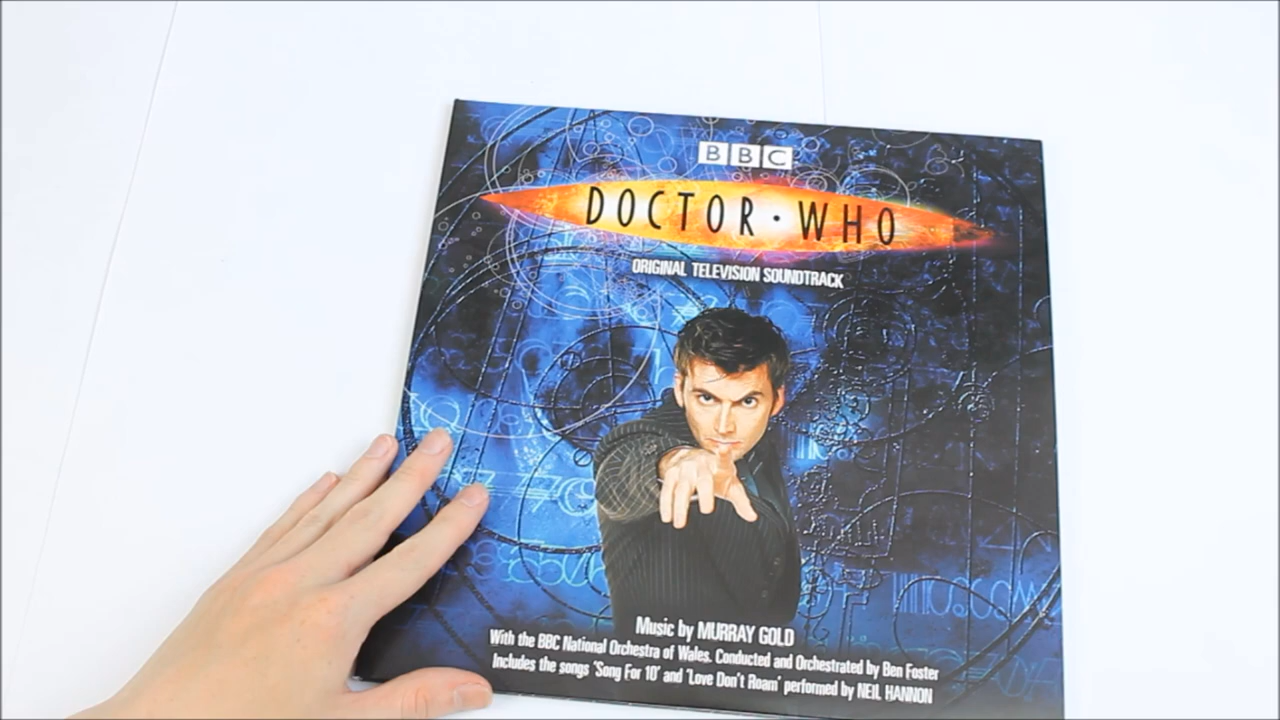 BBC
DOCTOR · WHO
ORIGINAL TELEVISION SOUNDTRACK
Music by MURRAY GOLD
With the BBC National Orchestra of Wales. Conducted and Orchestrated by Ben Foster
Includes the songs 'Song For 10' and 'Love Don't Roam' performed by NEIL HANNON